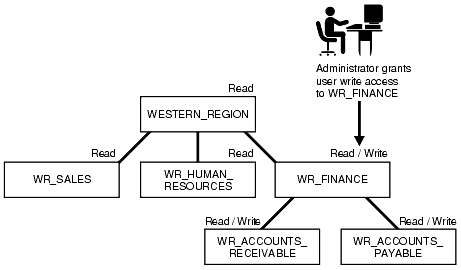 Administrator grants
user write access
to WR_FINANCE
Read
WESTERN_REGION
Read
Read
Read / Write
WR_SALES
WR_HUMAN_
RESOURCES
WR_FINANCE
Read / Write
Read / Write
WR_ACCOUNTS_
RECEIVABLE
WR_ACCOUNTS_
PAYABLE